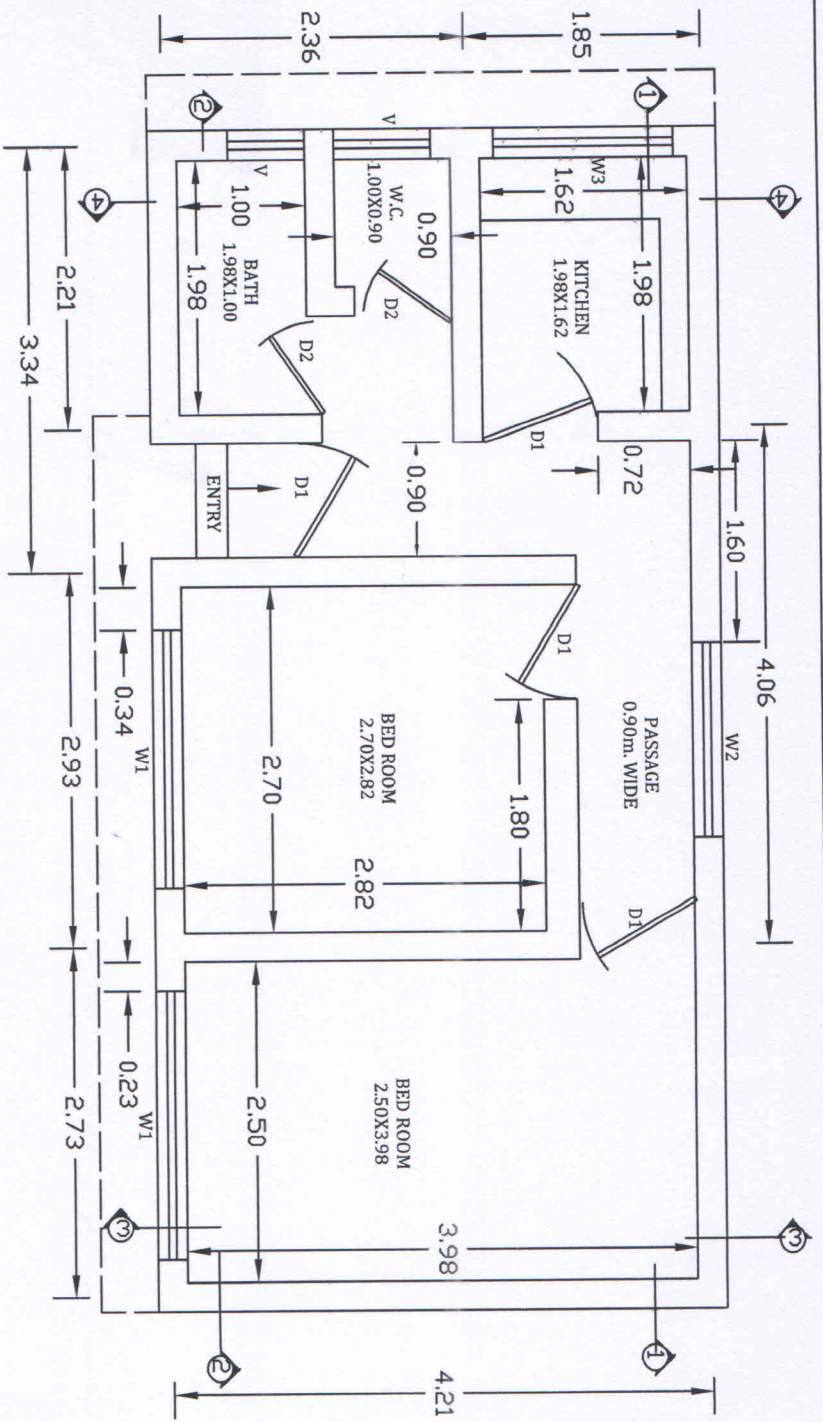 2.36
1.85
2
V
V
1
4
1.00
W.C.
1.00X0.90
0.90
1.62
W3
1.98
4
BATH
1.98X1.00
1.98
KITCHEN
1.98X1.62
D2
D2
2.21
3.34
D1
0.72
ENTRY
D1
0.90
1.60
4.06
D1
0.34
W1
2.93
2.70
BED ROOM
2.70X2.82
1.80
2.82
PASSAGE
0.90m. WIDE
W2
D1
0.23
W1
2.73
2.50
BED ROOM
2.50X3.98
3.98
3
3
2
1
4.21